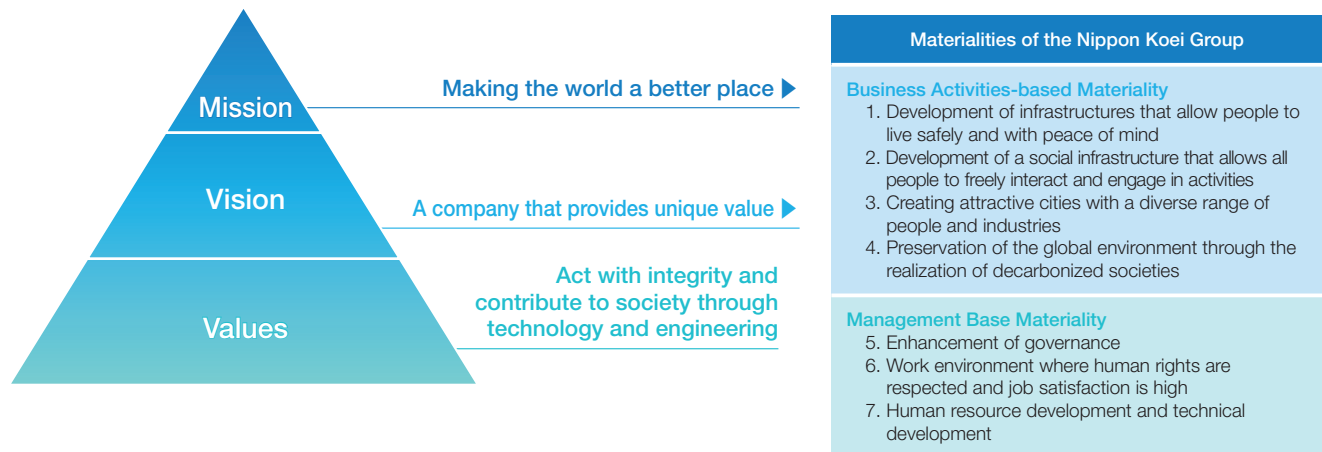 Mission
Vision
Values
Making the world a better place ▶
A company that provides unique value ▶
Act with integrity and
contribute to society through
technology and engineering
Materialities of the Nippon Koei Group
Business Activities-based Materiality
1. Development of infrastructures that allow people to
live safely and with peace of mind
2. Development of a social infrastructure that allows all
people to freely interact and engage in activities
3. Creating attractive cities with a diverse range of
people and industries
4. Preservation of the global environment through the
realization of decarbonized societies
Management Base Materiality
5. Enhancement of governance
6. Work environment where human rights are
respected and job satisfaction is high
7. Human resource development and technical
development